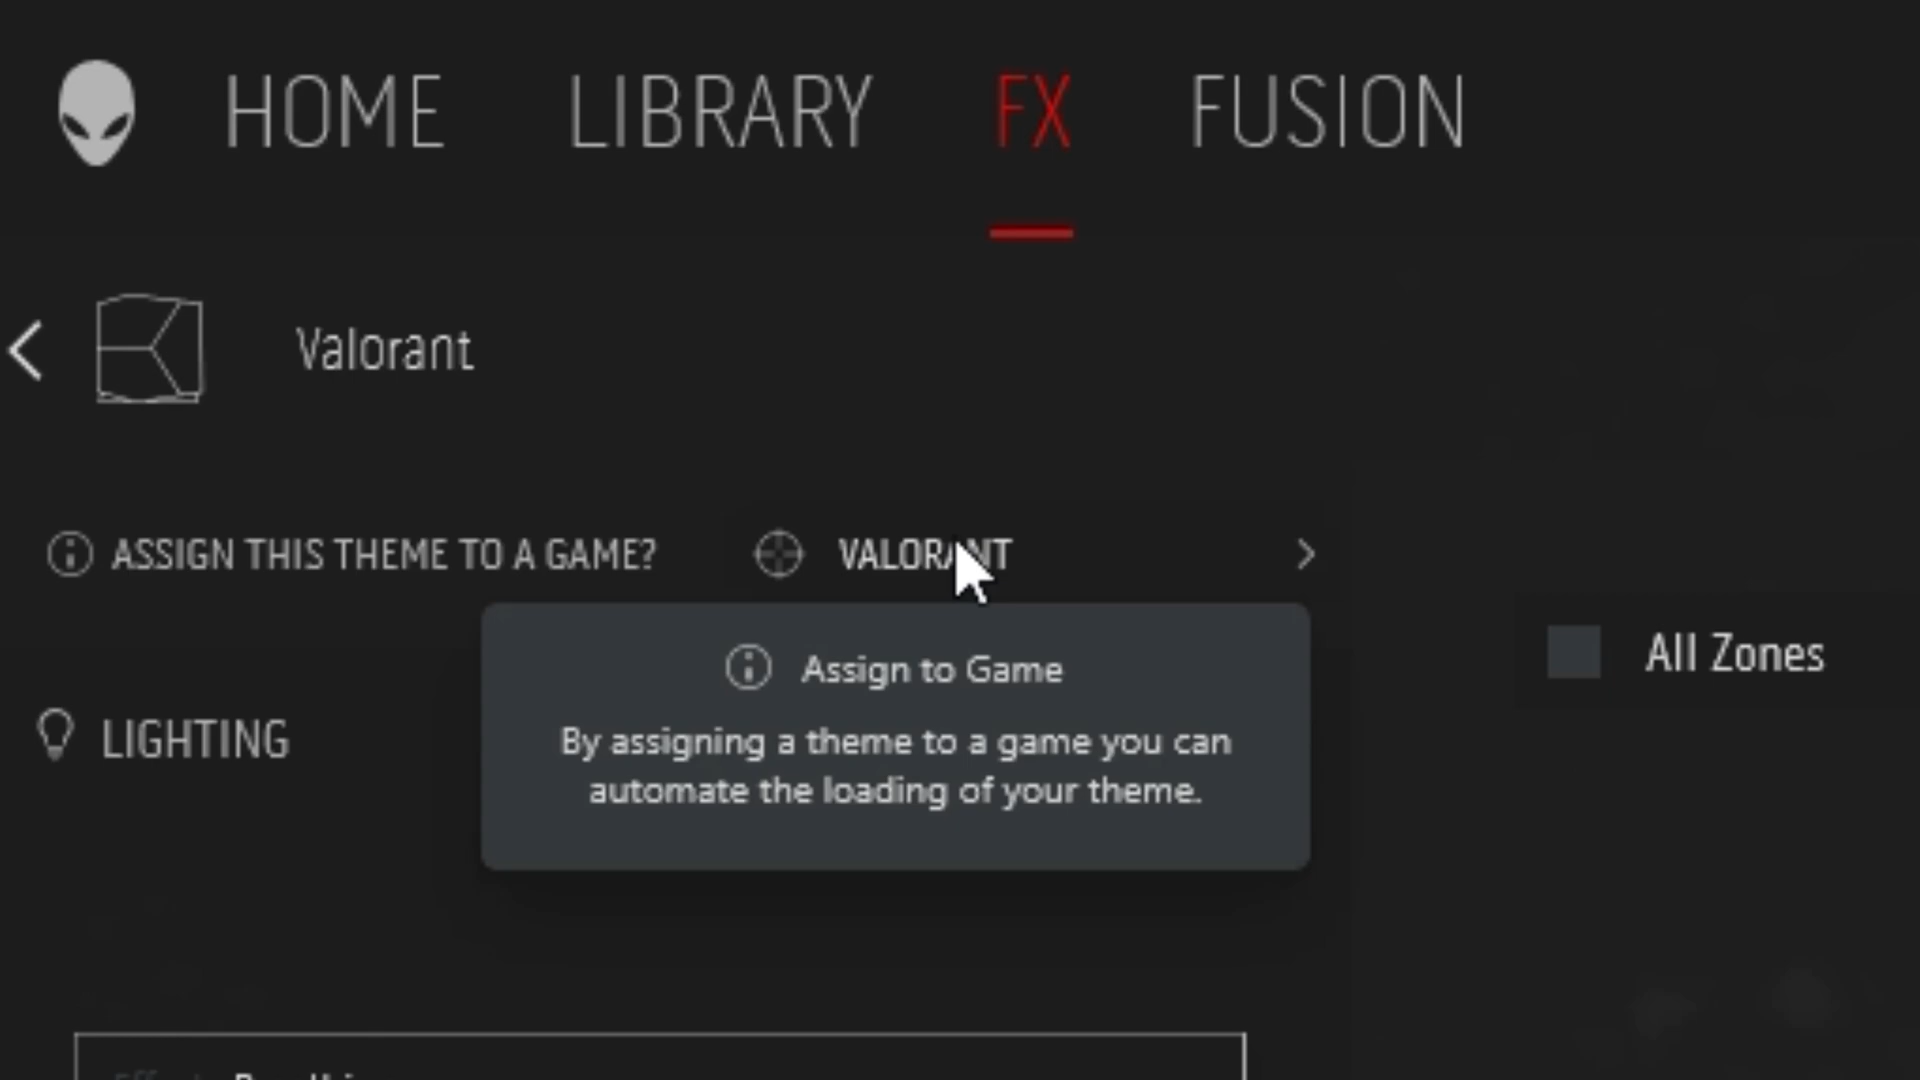 HOME LIBRARY FX FUSION
Valorant
ASSIGN THIS THEME TO A GAME? VALORANT
Assign to Game
By assigning a theme to a game you can
automate the loading of your theme.
All Zones
LIGHTING